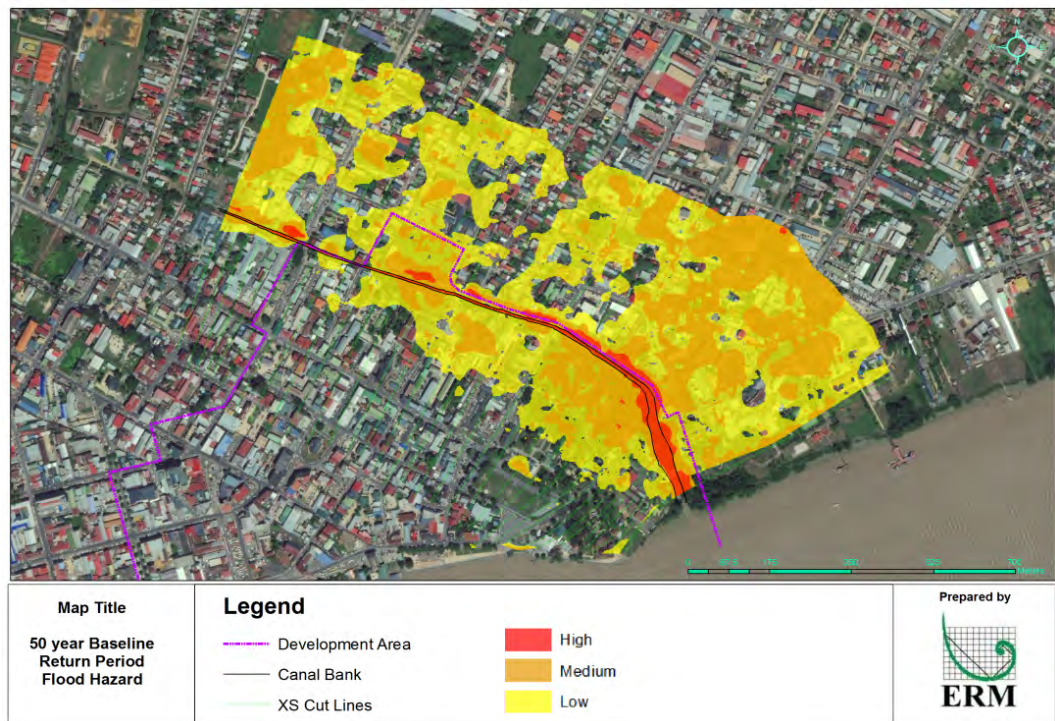 Map Title
50 year Baseline
Return Period
Flood Hazard
Legend
Development Area
Canal Bank
XS Cut Lines
High
Medium
Low
Prepared by
ERM